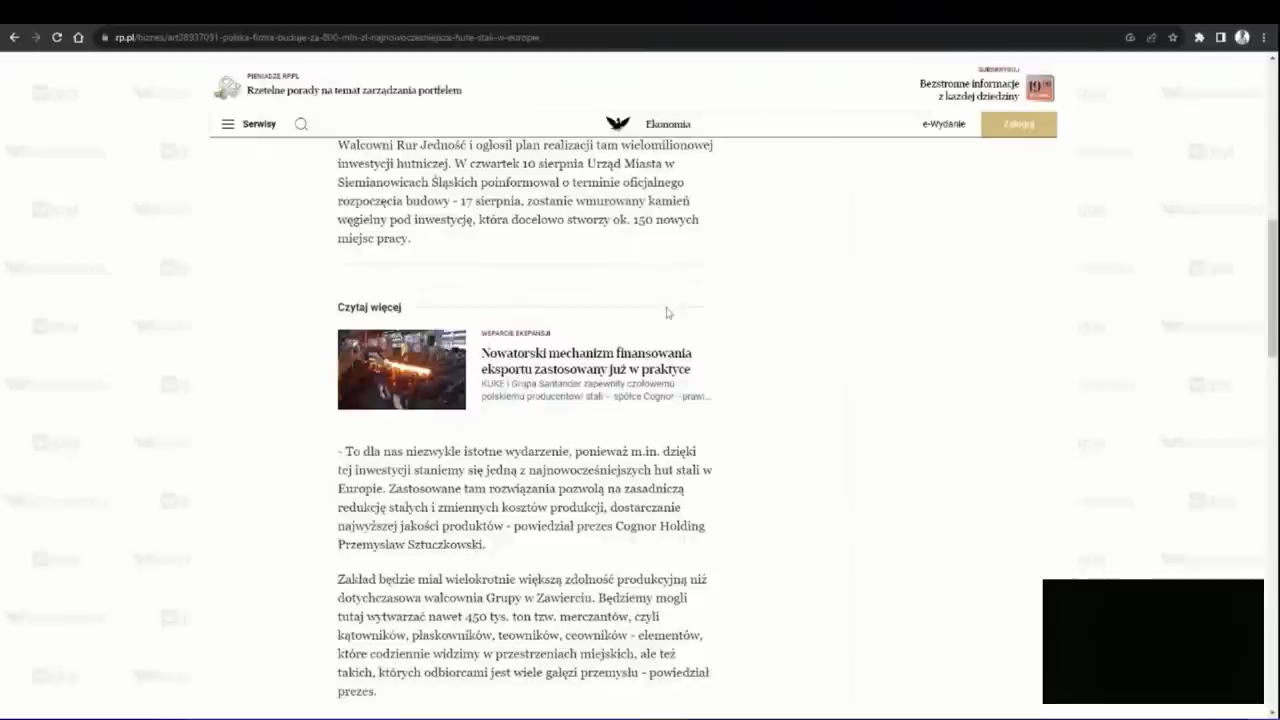 rp.pl/biznes/art38937091-polska-firma-buduje-za-800-mln-zl-najnowoczesniejsza-hute-stali-w-europie
PIENIĄDZE.RP.PL
Rzetelne porady na temat zarządzania portfelem
SUBSKRYBUJ
Bezstronne informacje
z każdej dziedziny
Serwisy
Ekonomia
e-Wydanie
Zaloguj
Walcowni Rur Jedność i ogłosił plan realizacji tam wielomilionowej
inwestycji hutniczej. W czwartek 10 sierpnia Urząd Miasta w
Siemianowicach Śląskich poinformował o terminie oficjalnego
rozpoczęcia budowy - 17 sierpnia, zostanie wmurowany kamień
węgielny pod inwestycję, która docelowo stworzy ok. 150 nowych
miejsc pracy.
Czytaj więcej
WSPARCIE EKSPANSJI
Nowatorski mechanizm finansowania
eksportu zastosowany już w praktyce
KUKE i Grupa Santander zapewniły czołowemu
polskiemu producentowi stali – spółce Cognor –prawi...
- To dla nas niezwykle istotne wydarzenie, ponieważ m.in. dzięki
tej inwestycji staniemy się jedną z najnowocześniejszych hut stali w
Europie. Zastosowane tam rozwiązania pozwolą na zasadniczą
redukcję stałych i zmiennych kosztów produkcji, dostarczanie
najwyższej jakości produktów - powiedział prezes Cognor Holding
Przemysław Sztuczkowski.
Zakład będzie miał wielokrotnie większą zdolność produkcyjną niż
dotychczasowa walcownia Grupy w Zawierciu. Będziemy mogli
tutaj wytwarzać nawet 450 tys. ton tzw. merczantów, czyli
kątowników, płaskowników, teowników, ceowników - elementów,
które codziennie widzimy w przestrzeniach miejskich, ale też
takich, których odbiorcami jest wiele gałęzi przemysłu - powiedział
prezes.